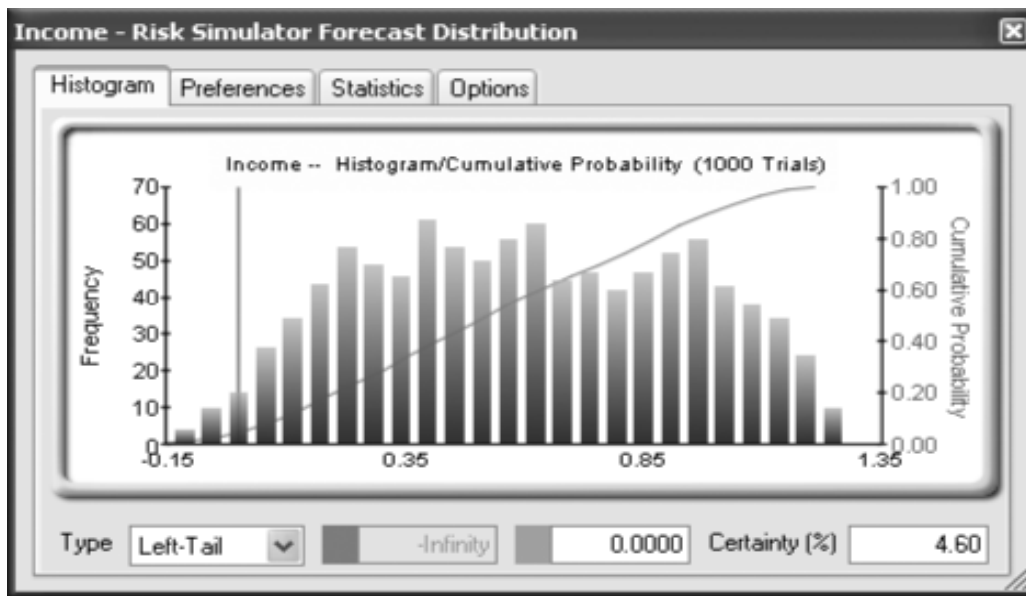 Income - Risk Simulator Forecast Distribution
Histogram Preferences Statistics Options
Income -- Histogram/Cumulative Probability (1000 Trials)
70 1.00
60
50 0.80
40 0.60
30 0.40
20
10 0.20
0 0.00
Frequency
Cumulative Probability
-0.15 0.35 0.85 1.35
Type Left-Tail -Infinity 0.0000 Certainty (%) 4.60